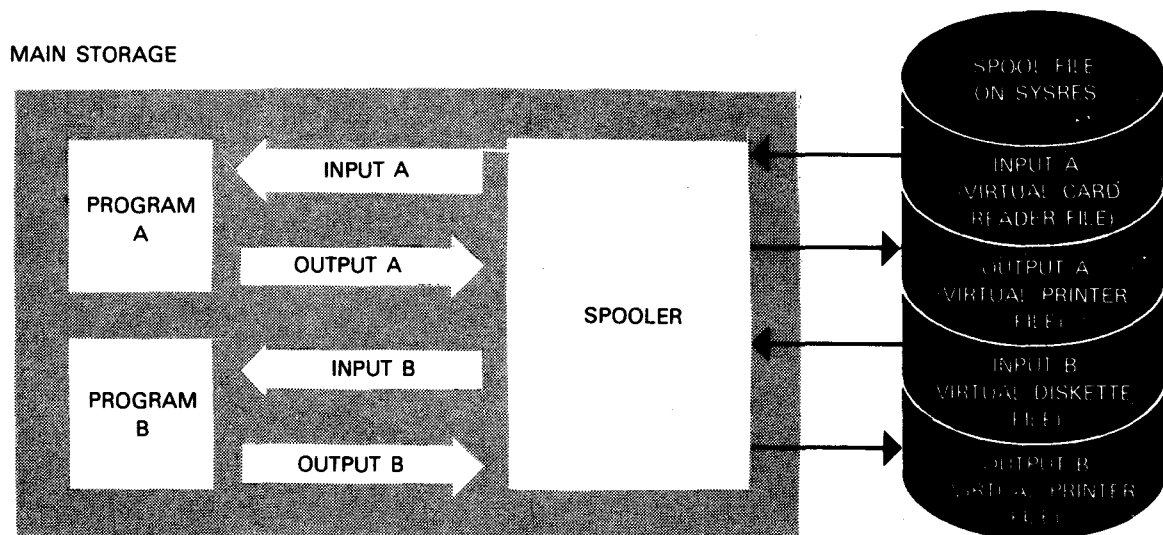 MAIN STORAGE
PROGRAM
A
INPUT A
OUTPUT A
PROGRAM
B
INPUT B
OUTPUT B
SPOOLER
SPOOL FILE
ON SYSRES
INPUT A
(VIRTUAL CARD
READER FILE)
OUTPUT A
(VIRTUAL PRINTER
FILE)
INPUT B
(VIRTUAL DISKETTE
FILE)
OUTPUT B
(VIRTUAL PRINTER
FILE)